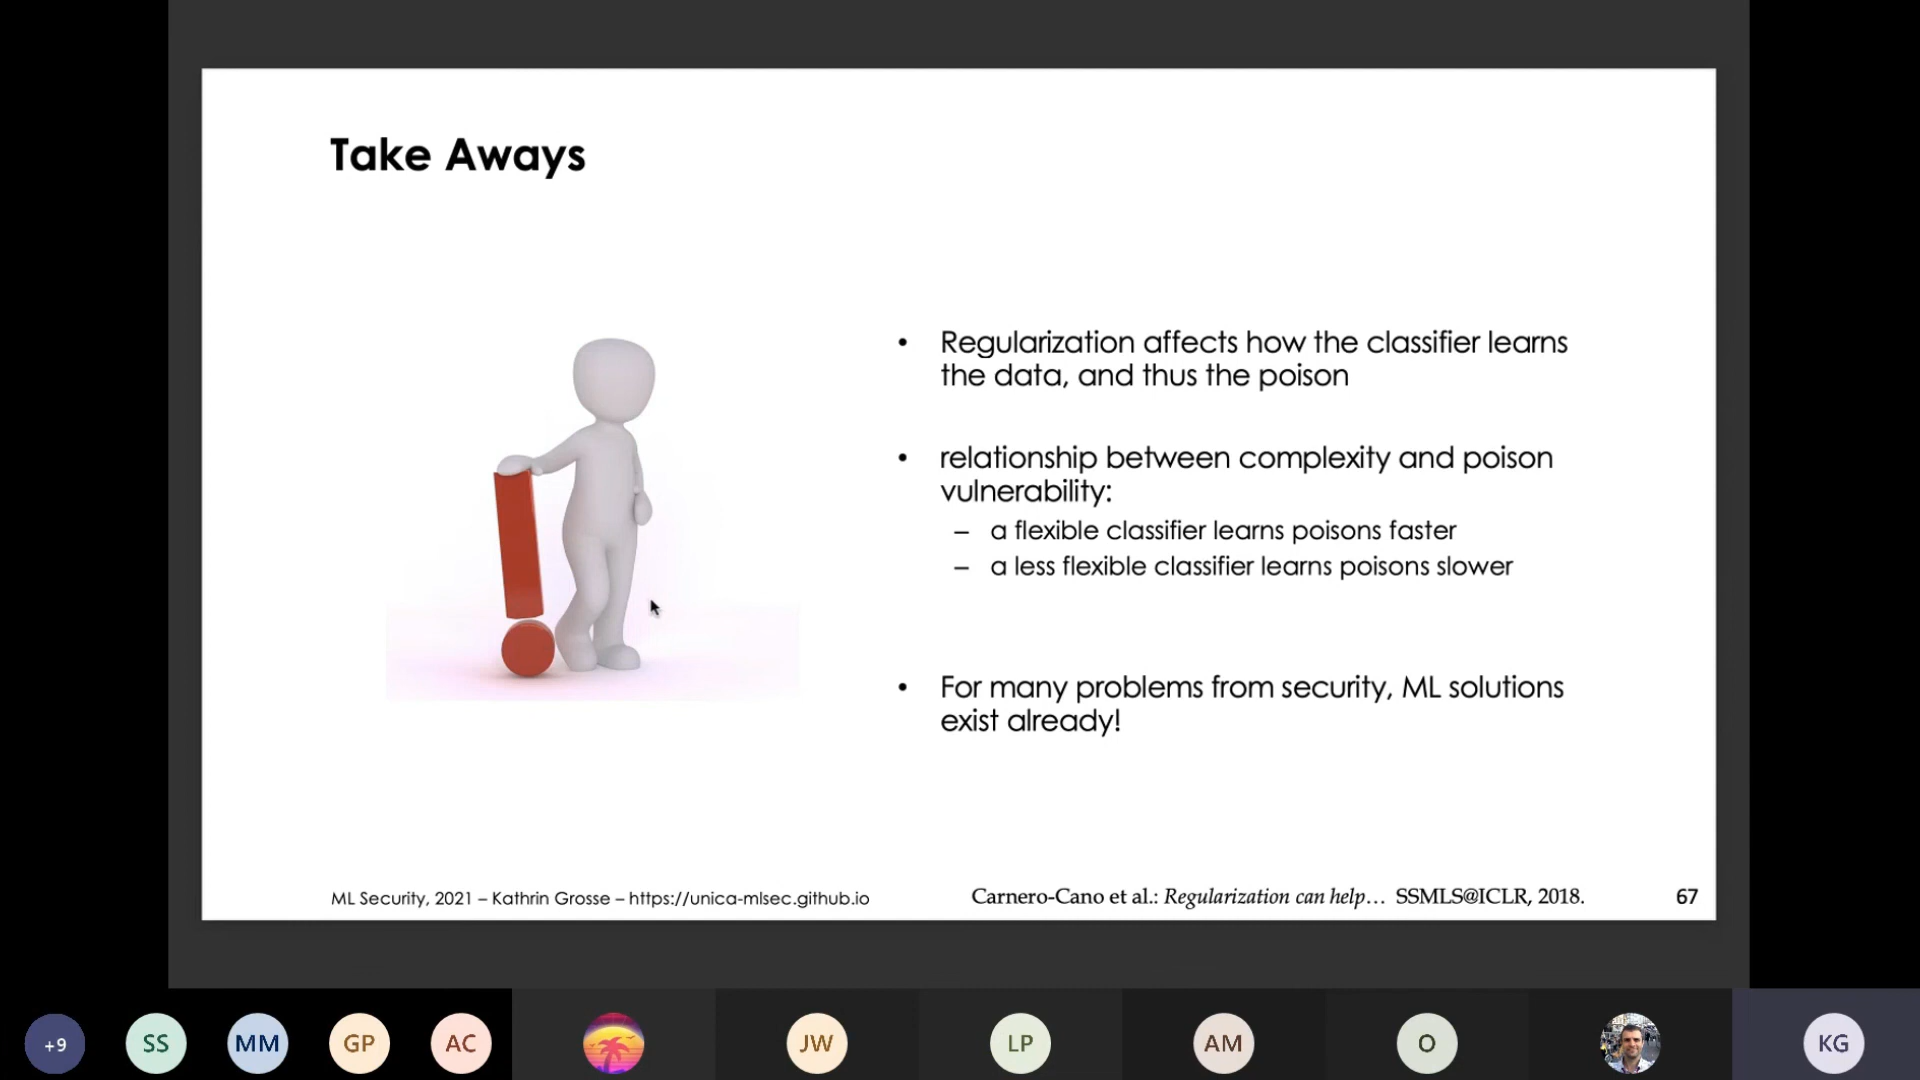 Take Aways
• Regularization affects how the classifier learns
the data, and thus the poison
• relationship between complexity and poison
vulnerability:
– a flexible classifier learns poisons faster
– a less flexible classifier learns poisons slower
• For many problems from security, ML solutions
exist already!
ML Security, 2021 – Kathrin Grosse – https://unica-mlsec.github.io
Carnero-Cano et al.: Regularization can help… SSMLS@ICLR, 2018.
67
+9
SS
MM
GP
AC
JW
LP
AM
O
KG